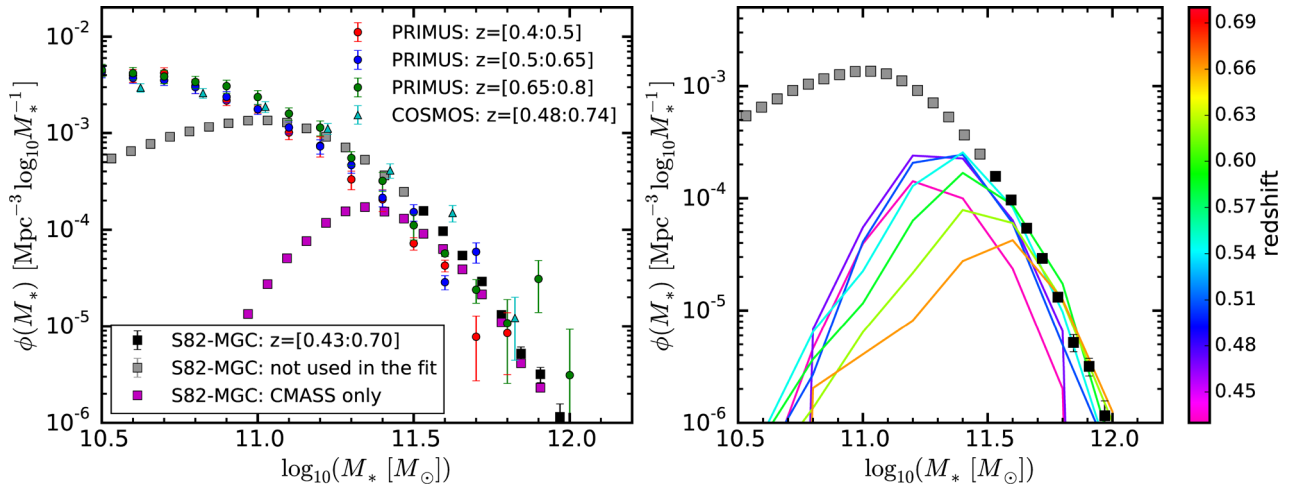 PRIMUS: z=[0.4:0.5]
PRIMUS: z=[0.5:0.65]
PRIMUS: z=[0.65:0.8]
COSMOS: z=[0.48:0.74]
S82-MGC: z=[0.43:0.70]
S82-MGC: not used in the fit
S82-MGC: CMASS only
ϕ(M∗) [Mpc⁻³ log₁₀M∗⁻¹]
10⁻²
10⁻³
10⁻⁴
10⁻⁵
10⁻⁶
10.5 11.0 11.5 12.0
log₁₀(M∗ [M⊙])
ϕ(M∗) [Mpc⁻³ log₁₀M∗⁻¹]
10⁻³
10⁻⁴
10⁻⁵
10⁻⁶
10.5 11.0 11.5 12.0
log₁₀(M∗ [M⊙])
0.69
0.66
0.63
0.60
0.57
0.54
0.51
0.48
0.45
redshift